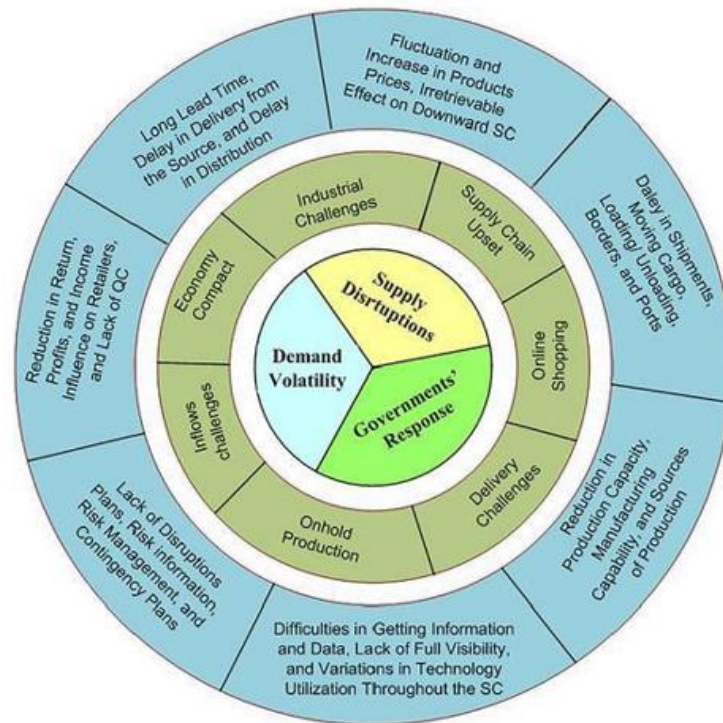 Fluctuation and
Increase in Products
Prices, Irretrievable
Effect on Downward SC
Daley in Shipments,
Moving Cargo,
Loading/ Unloading,
Borders, and Ports
Reduction in
Production Capacity,
Manufacturing
Capability, and Sources
of Production
Difficulties in Getting Information
and Data, Lack of Full Visibility,
and Variations in Technology
Utilization Throughout the SC
Lack of Disruptions
Plans, Risk information,
Risk Management, and
Contingency Plans
Reduction in Return,
Profits, and Income
Influence on Retailers,
and Lack of QC
Long Lead Time,
Delay in Delivery from
the Source, and Delay
in Distribution
Industrial
Challenges
Supply Chain
Upset
Online
Shopping
Delivery
Challenges
Onhold
Production
Inflows
challenges
Economy
Compact
Supply
Disrtuptions
Governments'
Response
Demand
Volatility